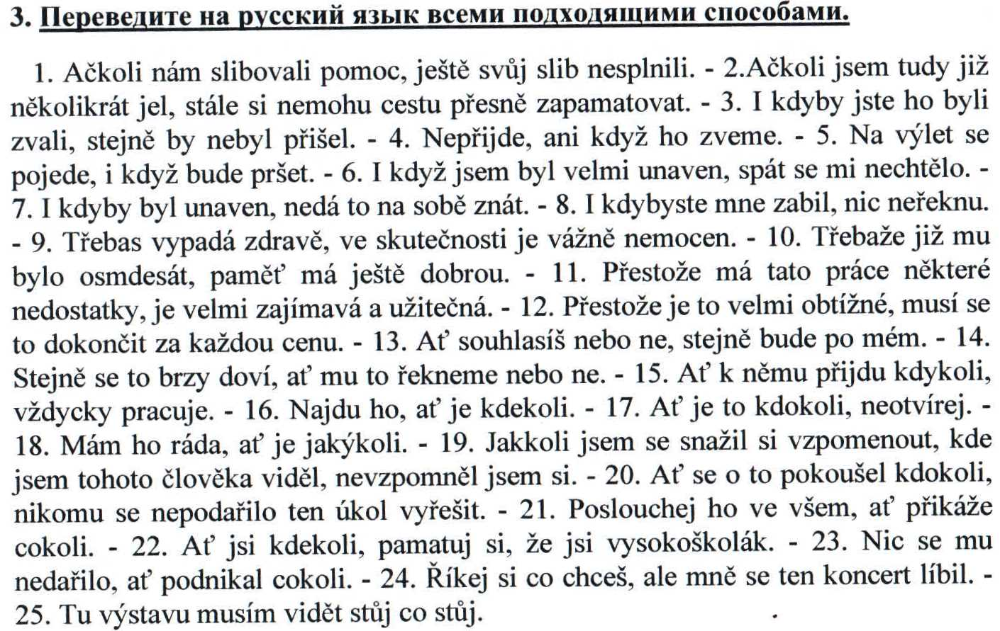 3. Переведите на русский язык всеми подходящими способами.
1. Ačkoli nám slibovali pomoc, ještě svůj slib nesplnili. - 2.Ačkoli jsem tudy již
několikrát jel, stále si nemohu cestu přesně zapamatovat. - 3. I kdyby jste ho byli
zvali, stejně by nebyl přišel. - 4. Nepřijde, ani když ho zveme. - 5. Na výlet se
pojede, i když bude pršet. - 6. I když jsem byl velmi unaven, spát se mi nechtělo. -
7. I kdyby byl unaven, nedá to na sobě znát. - 8. I kdybyste mne zabil, nic neřeknu.
- 9. Třebas vypadá zdravě, ve skutečnosti je vážně nemocen. - 10. Třebaže již mu
bylo osmdesát, paměť má ještě dobrou. - 11. Přestože má tato práce některé
nedostatky, je velmi zajímavá a užitečná. - 12. Přestože je to velmi obtížné, musí se
to dokončit za každou cenu. - 13. Ať souhlasíš nebo ne, stejně bude po mém. - 14.
Stejně se to brzy doví, ať mu to řekneme nebo ne. - 15. Ať k němu přijdu kdykoli,
vždycky pracuje. - 16. Najdu ho, ať je kdekoli. - 17. Ať je to kdokoli, neotvírej. -
18. Mám ho ráda, ať je jakýkoli. - 19. Jakkoli jsem se snažil si vzpomenout, kde
jsem tohoto člověka viděl, nevzpomněl jsem si. - 20. Ať se o to pokoušel kdokoli,
nikomu se nepodařilo ten úkol vyřešit. - 21. Poslouchej ho ve všem, ať přikáže
cokoli. - 22. Ať jsi kdekoli, pamatuj si, že jsi vysokoškolák. - 23. Nic se mu
nedařilo, ať podnikal cokoli. - 24. Říkej si co chceš, ale mně se ten koncert líbil. -
25. Tu výstavu musím vidět stůj co stůj.